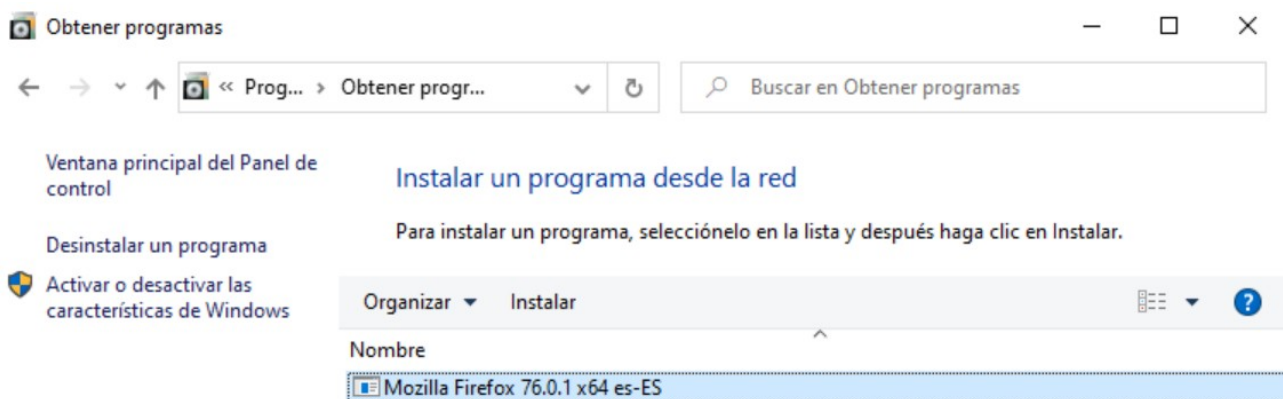 Obtener programas
« Prog... › Obtener progr...
Buscar en Obtener programas
Ventana principal del Panel de
control
Desinstalar un programa
Activar o desactivar las
características de Windows
Instalar un programa desde la red
Para instalar un programa, selecciónelo en la lista y después haga clic en Instalar.
Organizar
Instalar
Nombre
Mozilla Firefox 76.0.1 x64 es-ES